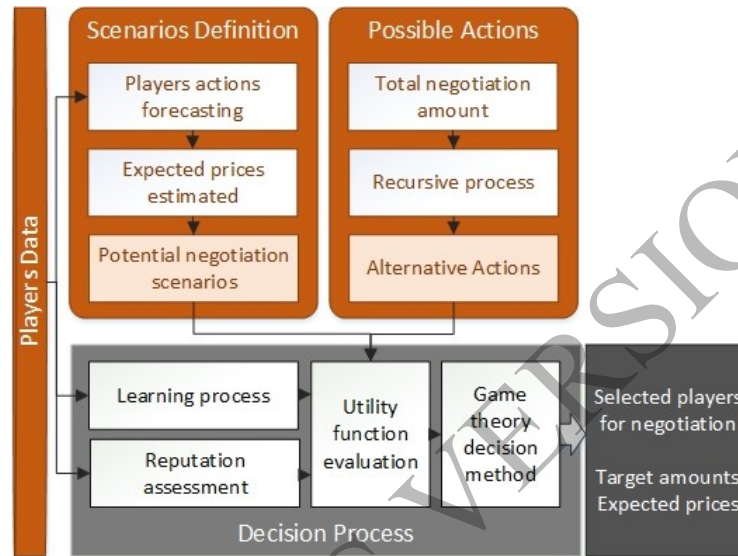 Player's Data
Scenarios Definition
Players actions
forecasting
Expected prices
estimated
Potential negotiation
scenarios
Possible Actions
Total negotiation
amount
Recursive process
Alternative Actions
Learning process
Reputation
assessment
Utility
function
evaluation
Game
theory
decision
method
Decision Process
Selected players
for negotiation
Target amounts
Expected prices
VERSION